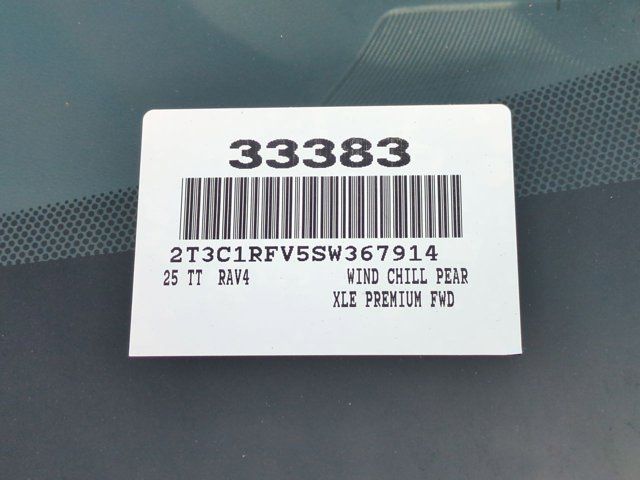 33383
2T3C1RFV5SW367914
25 TT RAV4 WIND CHILL PEAR
XLE PREMIUM FWD